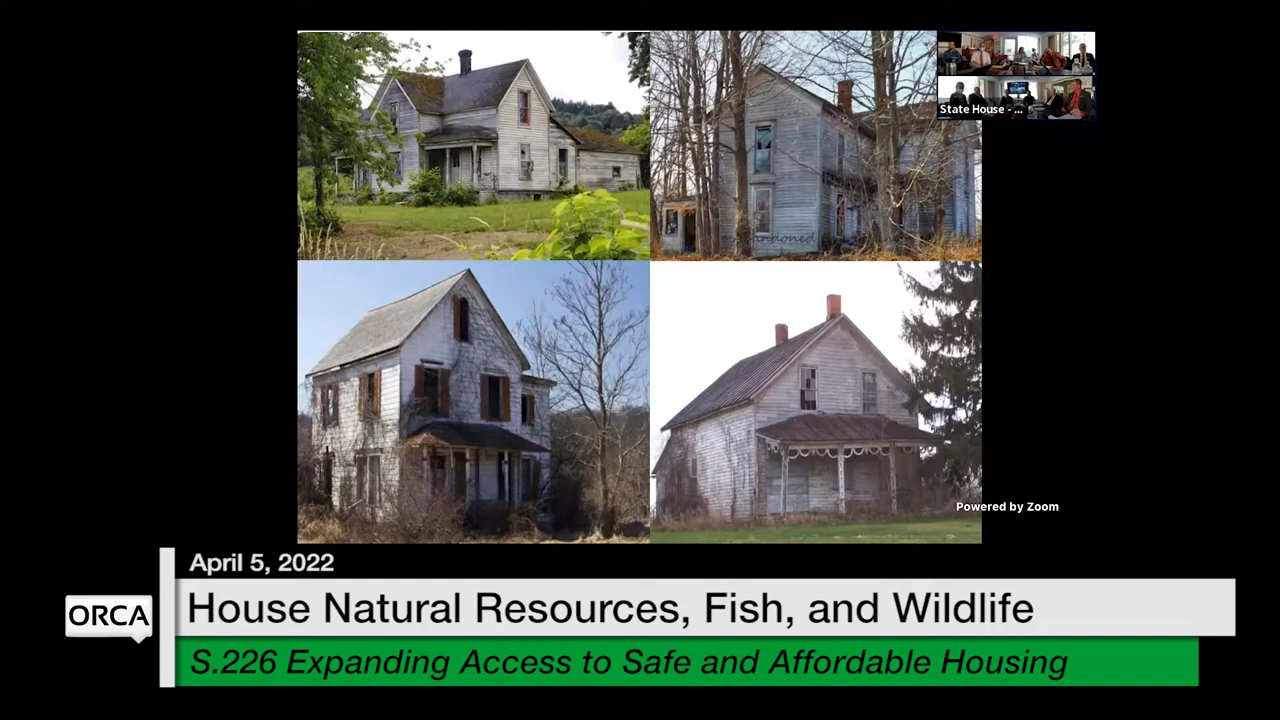 State House - ...
andoned
Powered by Zoom
April 5, 2022
ORCA
House Natural Resources, Fish, and Wildlife
S.226 Expanding Access to Safe and Affordable Housing